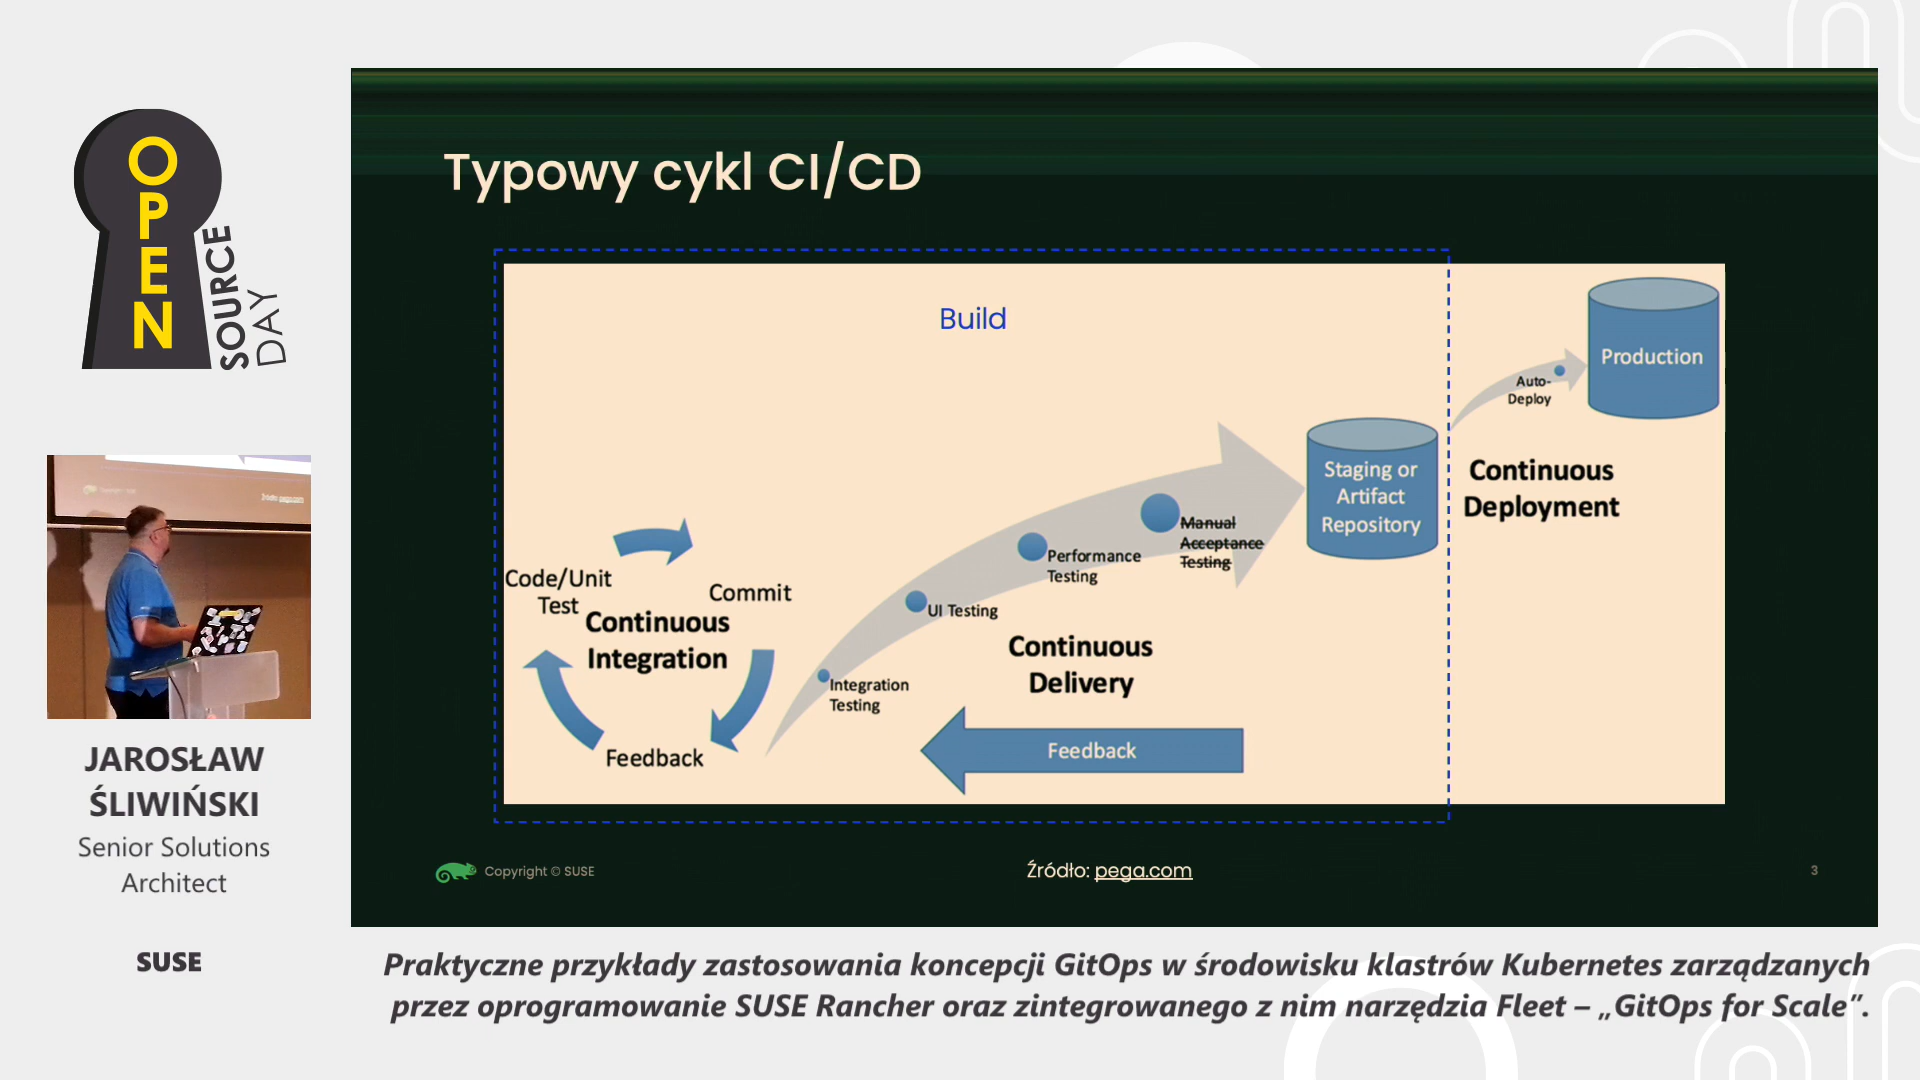 OPEN
SOURCE
DAY
JAROSŁAW
ŚLIWIŃSKI
Senior Solutions
Architect
SUSE
Typowy cykl CI/CD
Build
Code/Unit
Test
Commit
Continuous
Integration
Feedback
Integration
Testing
UI Testing
Performance
Testing
Manual
Acceptance
Testing
Continuous
Delivery
Feedback
Staging or
Artifact
Repository
Auto-
Deploy
Production
Continuous
Deployment
Copyright © SUSE
Źródło: pega.com
3
Praktyczne przykłady zastosowania koncepcji GitOps w środowisku klastrów Kubernetes zarządzanych
przez oprogramowanie SUSE Rancher oraz zintegrowanego z nim narzędzia Fleet – „GitOps for Scale”.